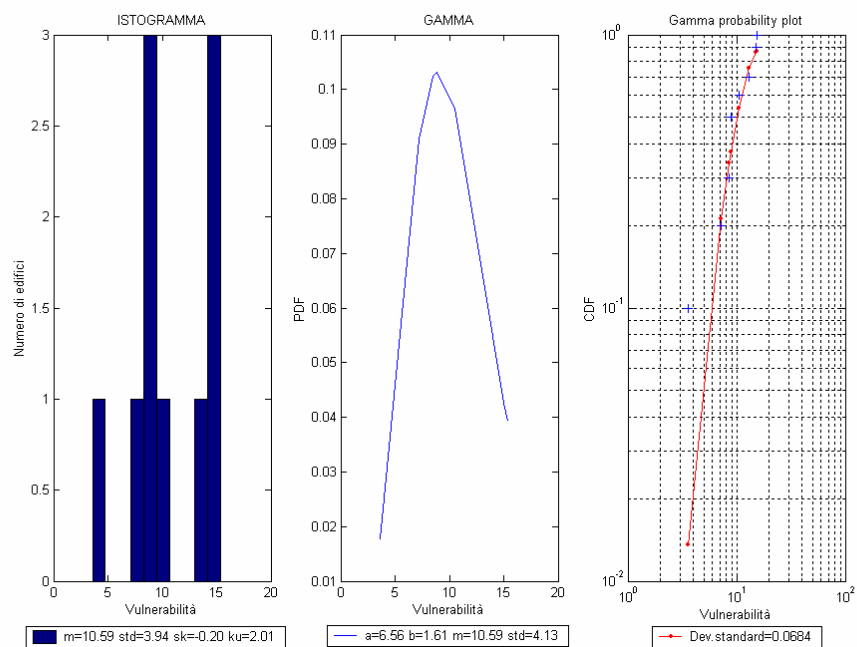 ISTOGRAMMA
3
2.5
2
1.5
1
0.5
0
Numero di edifici
0
5
10
15
20
Vulnerabilità
m=10.59 std=3.94 sk=-0.20 ku=2.01
GAMMA
0.11
0.1
0.09
0.08
0.07
0.06
0.05
0.04
0.03
0.02
0.01
PDF
0
5
10
15
20
Vulnerabilità
a=6.56 b=1.61 m=10.59 std=4.13
Gamma probability plot
10^0
10^-1
10^-2
CDF
10^0
10^1
10^2
Vulnerabilità
Dev.standard=0.0684